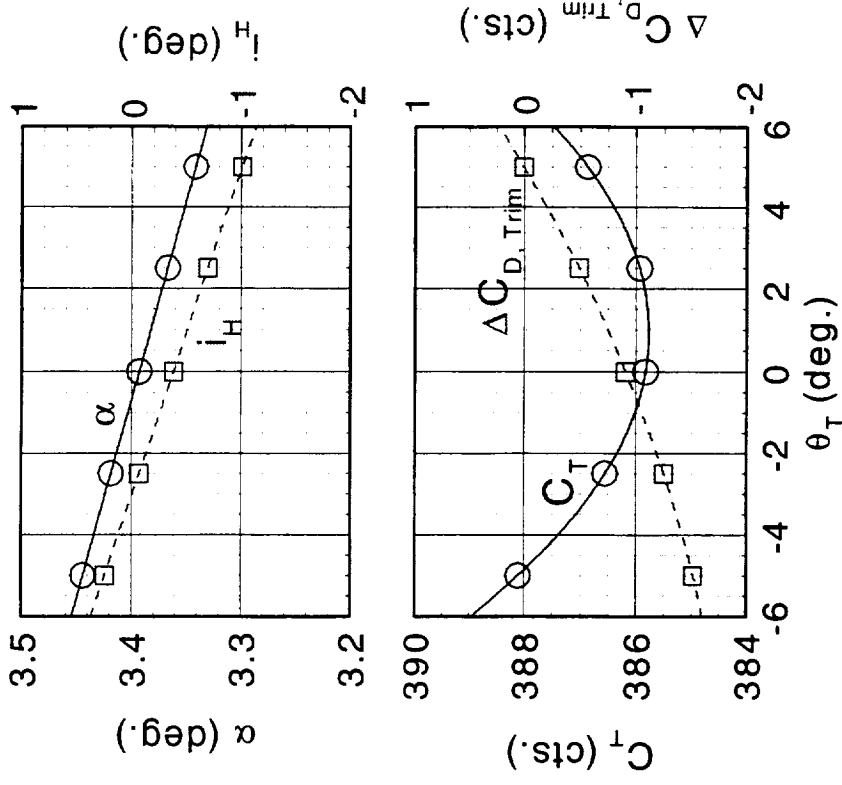 α (deg.)
3.5
3.4
3.3
3.2
α
i_H
1
0
-1
-2
i_H (deg.)
C_T (cts.)
390
388
386
384
C_T
Δ C_D, Trim
1
0
-1
-2
Δ C_D, Trim (cts.)
-6 -4 -2 0 2 4 6
θ_T (deg.)